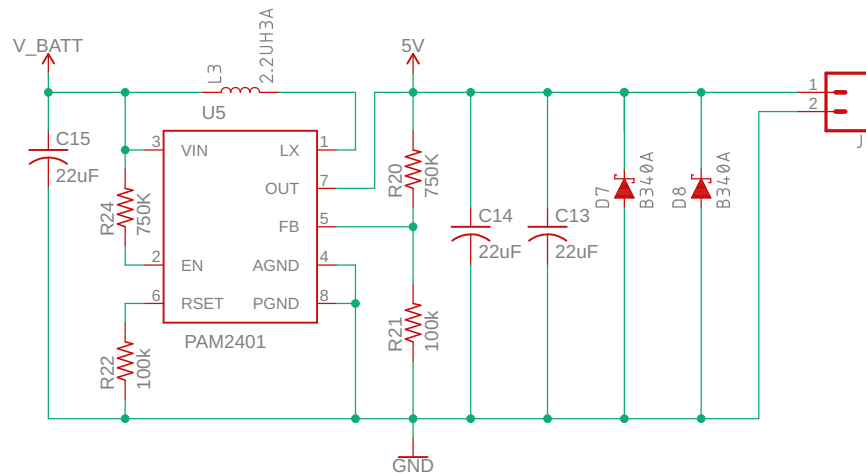 V_BATT
L3
2.2UH3A
5V
U5
C15
22uF
3
VIN
LX
1
OUT
7
R24
750K
FB
5
2
EN
AGND
4
6
RSET
PGND
8
R22
100k
PAM2401
R20
750K
R21
100k
C14
22uF
C13
22uF
D7
B340A
D8
B340A
1
2
J
GND